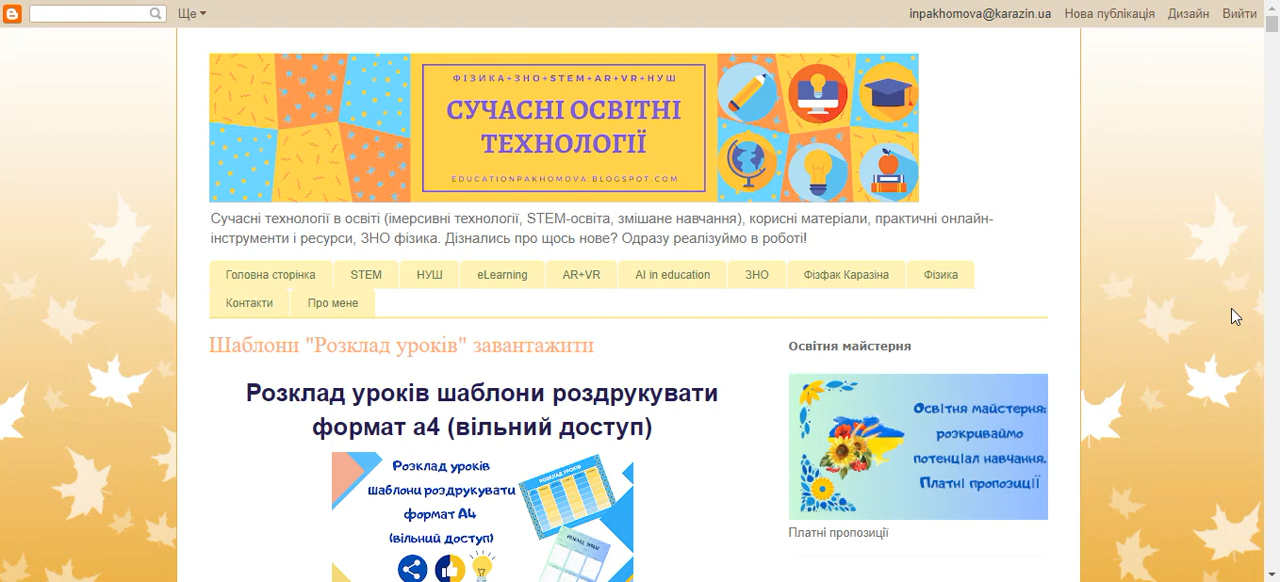 Ще
inpakhomova@karazin.ua Нова публікація Дизайн Вийти
ФІЗИКА+ЗНО+STEM+AR+VR+НУШ
СУЧАСНІ ОСВІТНІ
ТЕХНОЛОГІЇ
EDUCATIONPAKHOMOVA.BLOGSPOT.COM
Сучасні технології в освіті (імерсивні технології, STEM-освіта, змішане навчання), корисні матеріали, практичні онлайн-
інструменти і ресурси, ЗНО фізика. Дізнались про щось нове? Одразу реалізуймо в роботі!
Головна сторінка STEM НУШ eLearning AR+VR AI in education ЗНО Фізфак Каразіна Фізика
Контакти Про мене
Шаблони "Розклад уроків" завантажити
Розклад уроків шаблони роздрукувати
формат а4 (вільний доступ)
Розклад уроків
шаблони роздрукувати
формат А4
(вільний доступ)
РОЗКЛАД УРОКІВ
Освітня майстерня
Освітня майстерня:
розкриваймо
потенціал навчання.
Платні пропозиції
Платні пропозиції